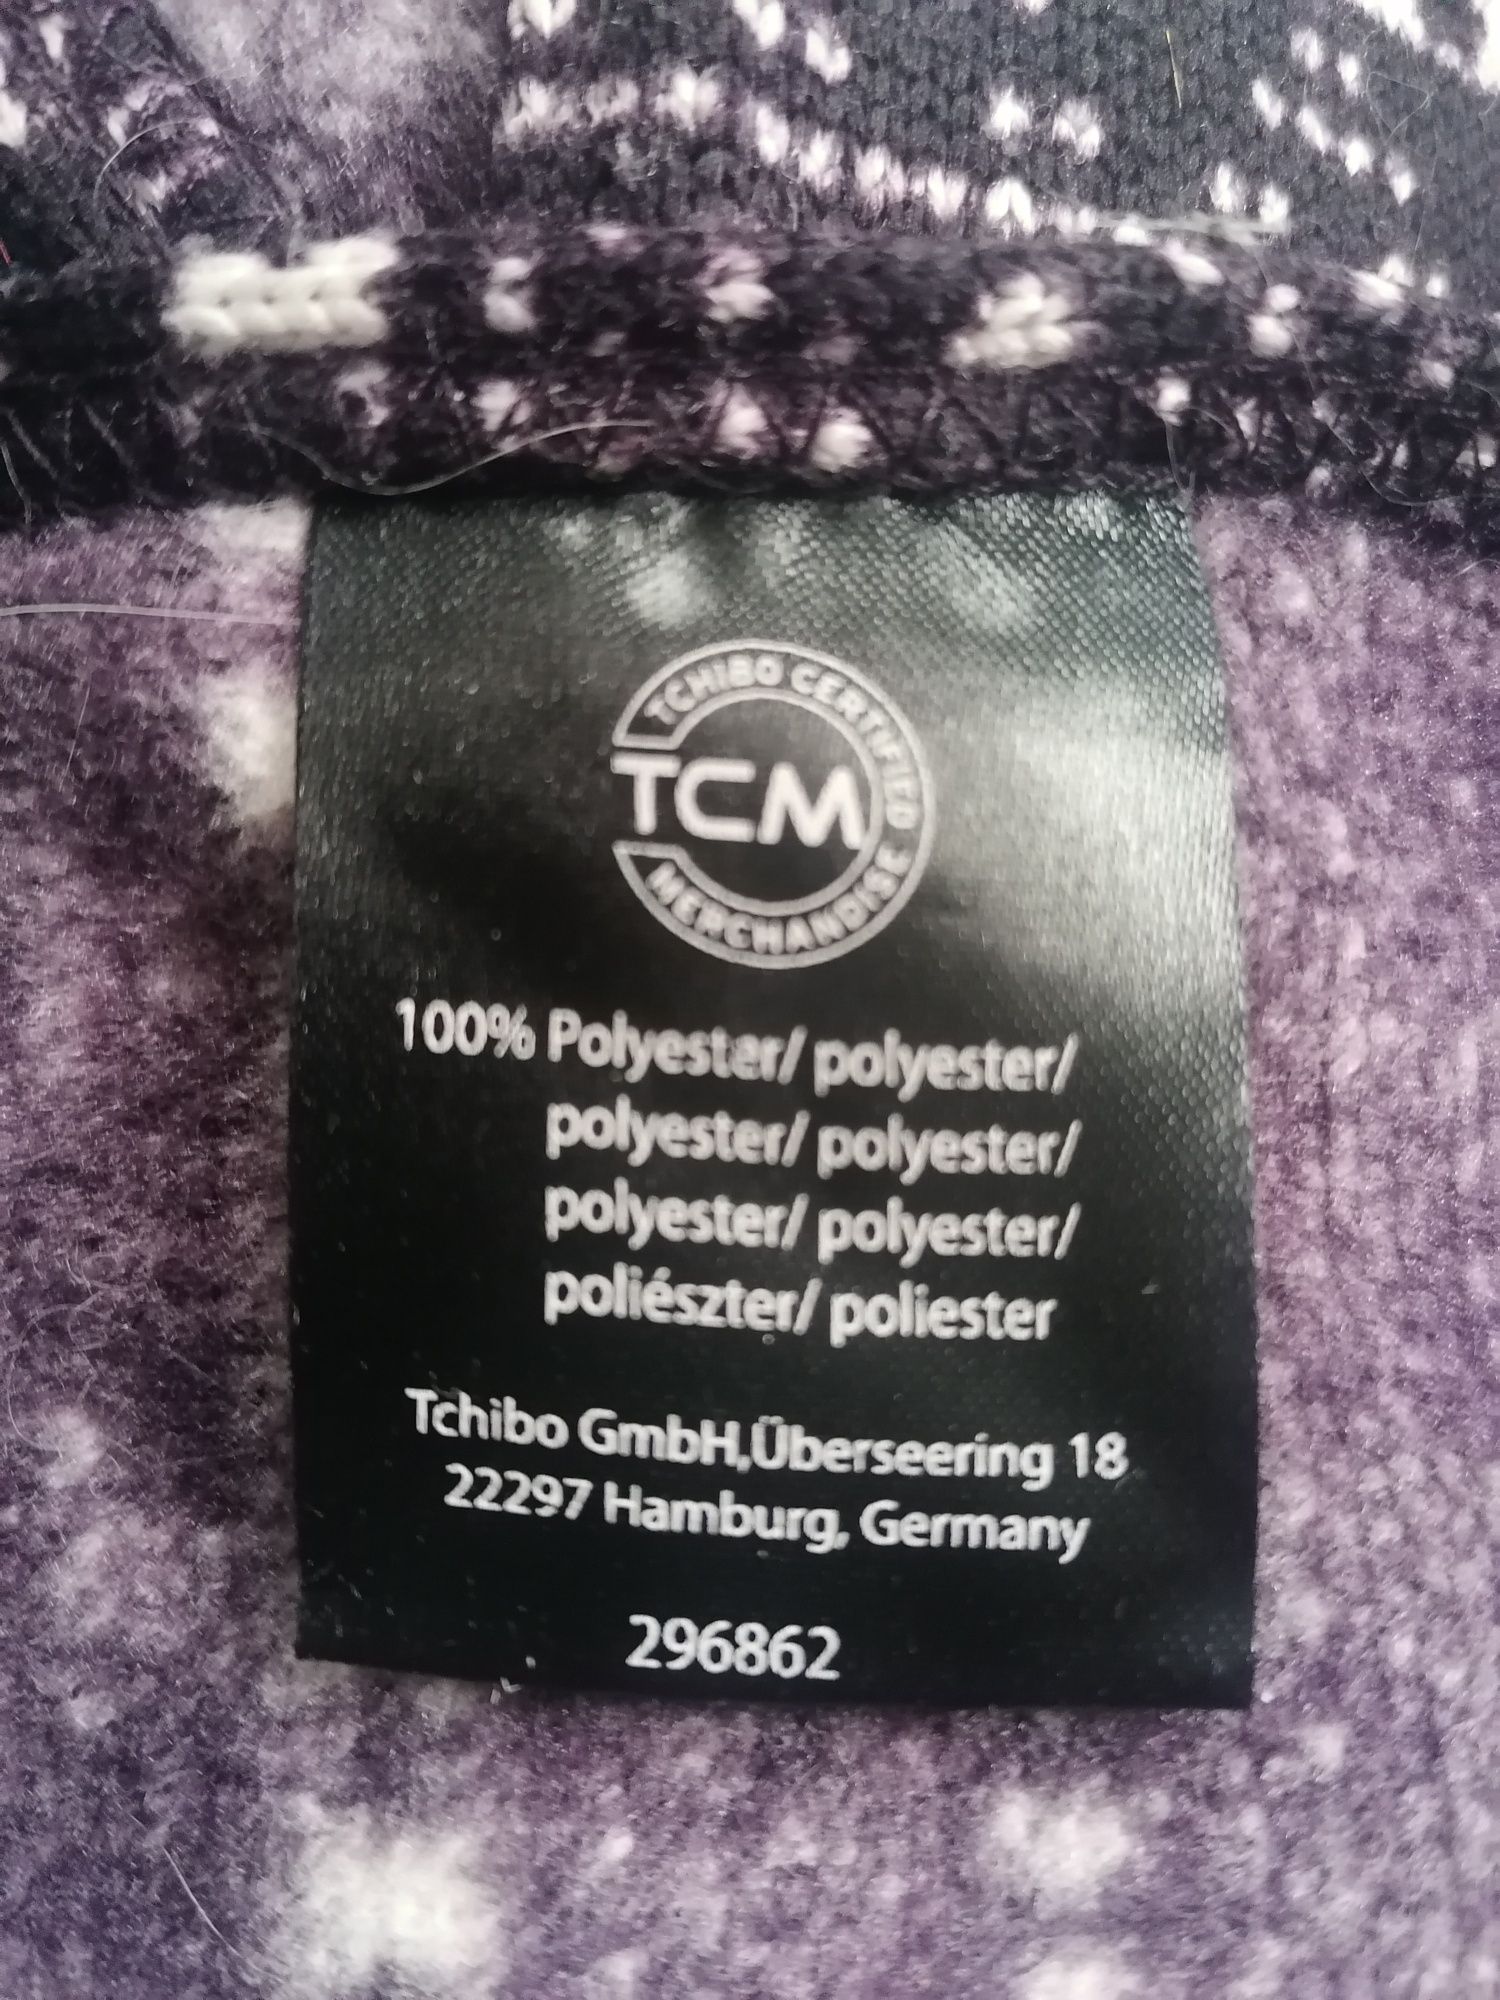 TCHIBO CERTIFIED
TCM
MERCHANDISE
100% Polyester/ polyester/
polyester/ polyester/
polyester/ polyester/
poliészter/ poliester
Tchibo GmbH,Überseering 18
22297 Hamburg, Germany
296862